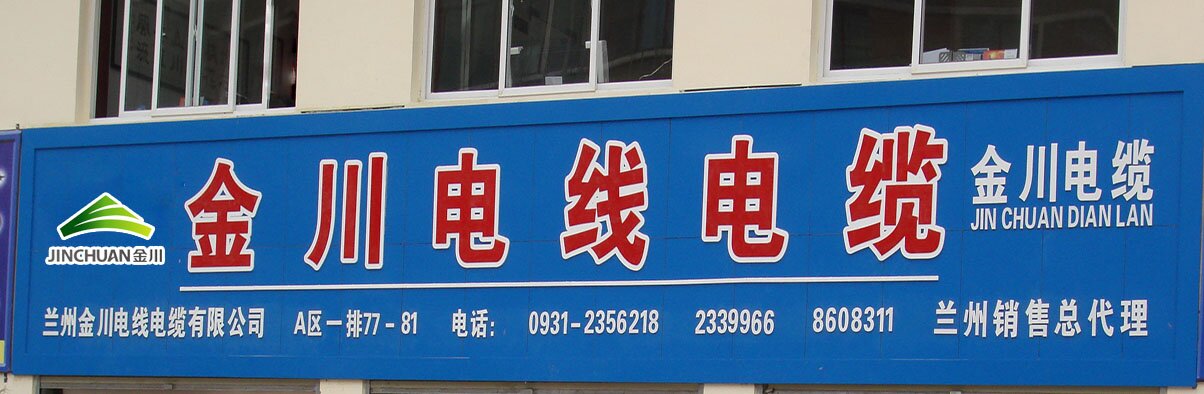 金川电线电缆
金川电缆
JIN CHUAN DIAN LAN
JINCHUAN金川
兰州金川电线电缆有限公司 A区一排77-81 电话: 0931-2356218 2339966 8608311 兰州销售总代理